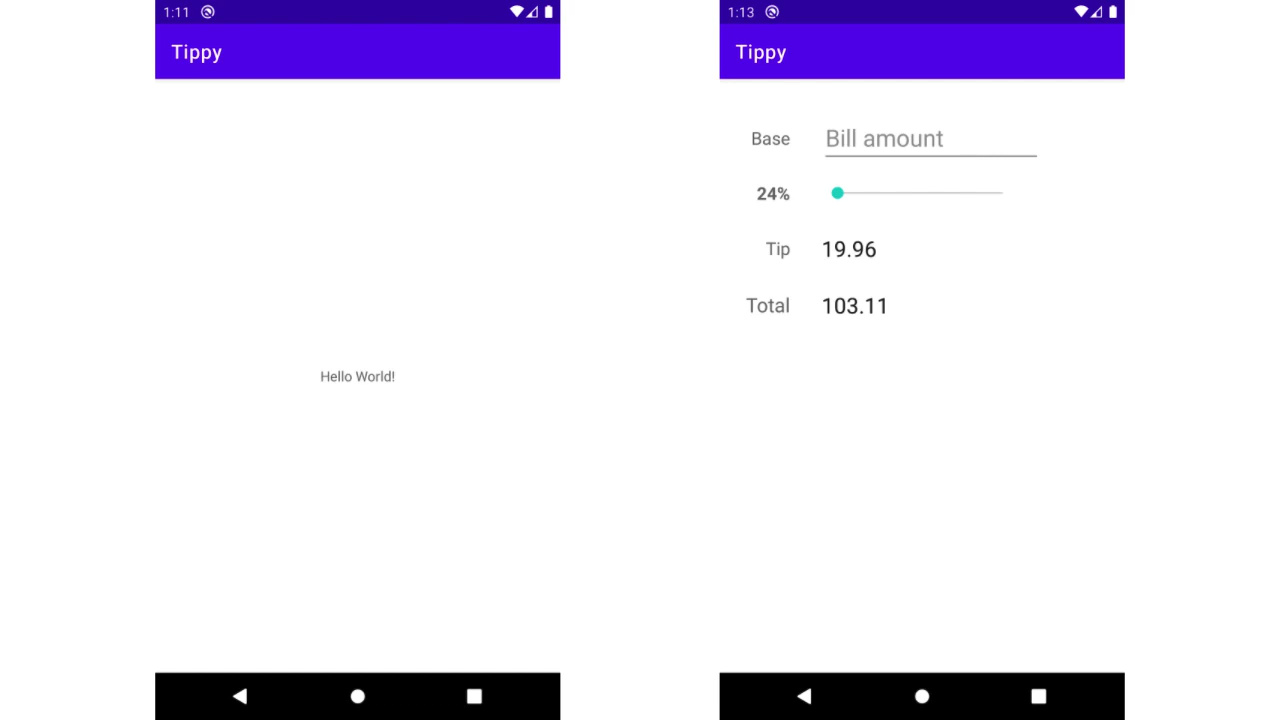 1:11
Tippy
Hello World!
1:13
Tippy
Base Bill amount
24%
Tip 19.96
Total 103.11